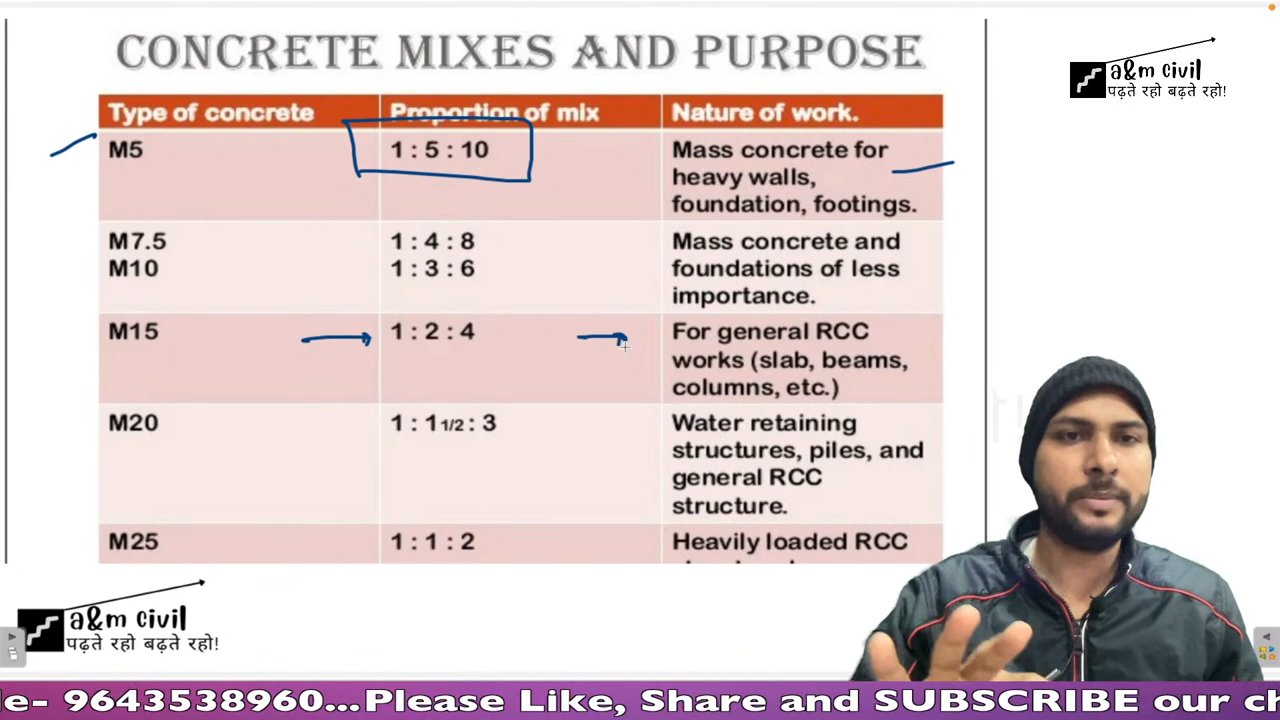 CONCRETE MIXES AND PURPOSE
a&m civil
पढ़ते रहो बढ़ते रहो!
Type of concrete Proportion of mix Nature of work.
M5 1 : 5 : 10 Mass concrete for
heavy walls,
foundation, footings.
M7.5 1 : 4 : 8 Mass concrete and
M10 1 : 3 : 6 foundations of less
importance.
M15 1 : 2 : 4 For general RCC
works (slab, beams,
columns, etc.)
M20 1 : 1 1/2 : 3 Water retaining
structures, piles, and
general RCC
structure.
M25 1 : 1 : 2 Heavily loaded RCC
a&m civil
पढ़ते रहो बढ़ते रहो!
le- 9643538960...Please Like, Share and SUBSCRIBE our ch